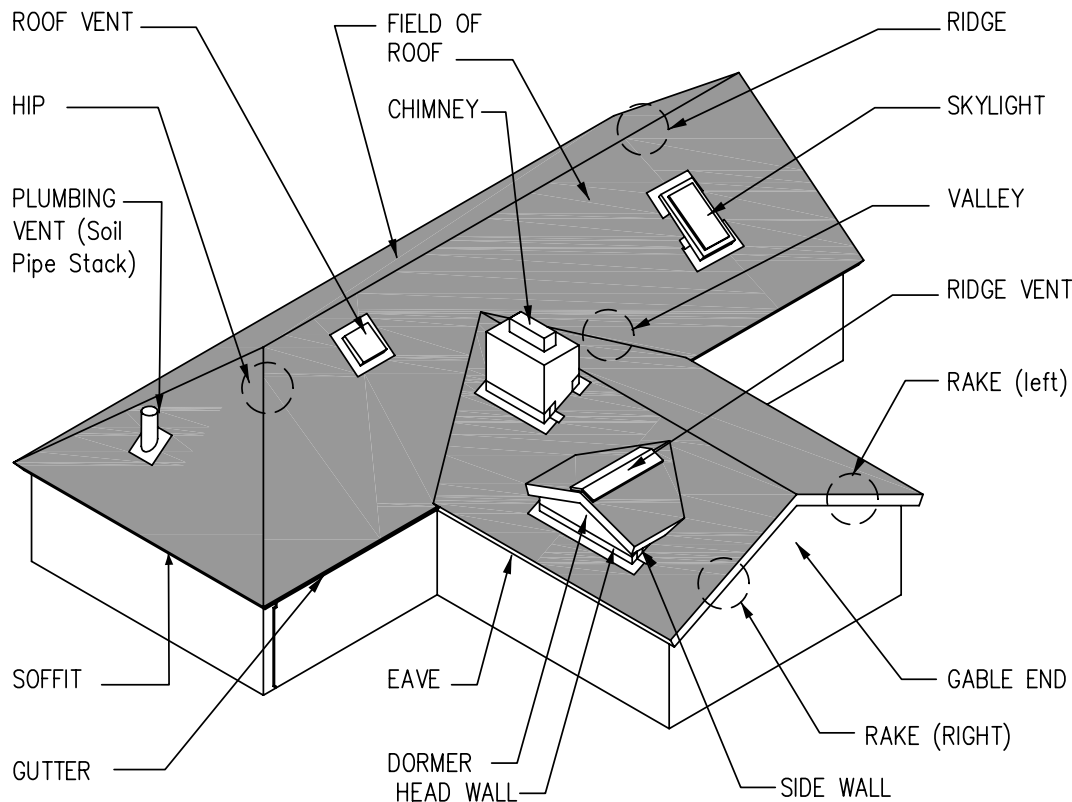 ROOF VENT
FIELD OF
ROOF
RIDGE
HIP
CHIMNEY
SKYLIGHT
PLUMBING
VENT (Soil
Pipe Stack)
VALLEY
RIDGE VENT
RAKE (left)
SOFFIT
EAVE
GABLE END
RAKE (RIGHT)
GUTTER
DORMER
HEAD WALL
SIDE WALL